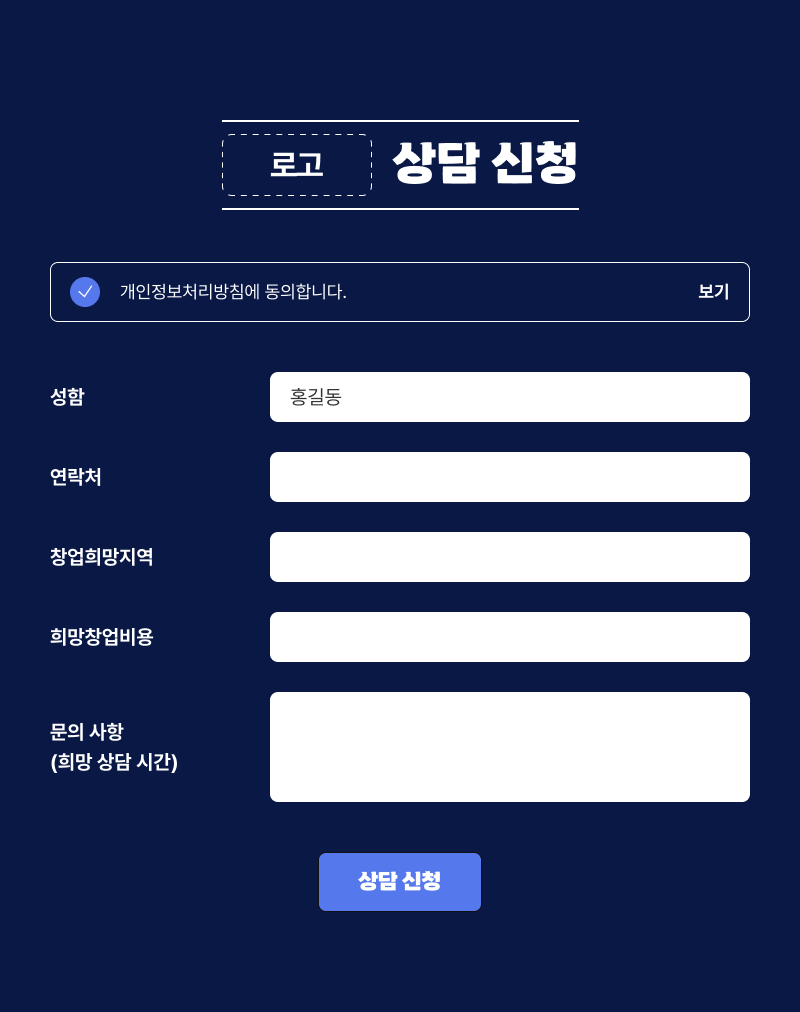 로고 상담 신청
개인정보처리방침에 동의합니다. 보기
성함 홍길동
연락처
창업희망지역
희망창업비용
문의 사항
(희망 상담 시간)
상담 신청